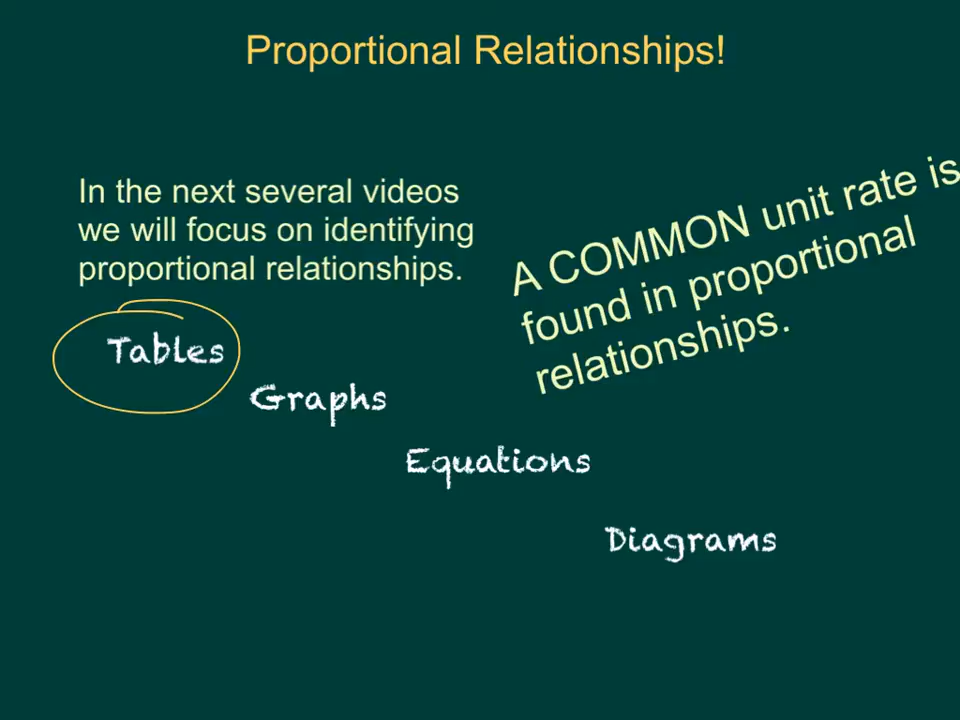 Proportional Relationships!
In the next several videos
we will focus on identifying
proportional relationships.
A COMMON unit rate is
found in proportional
relationships.
Tables
Graphs
Equations
Diagrams